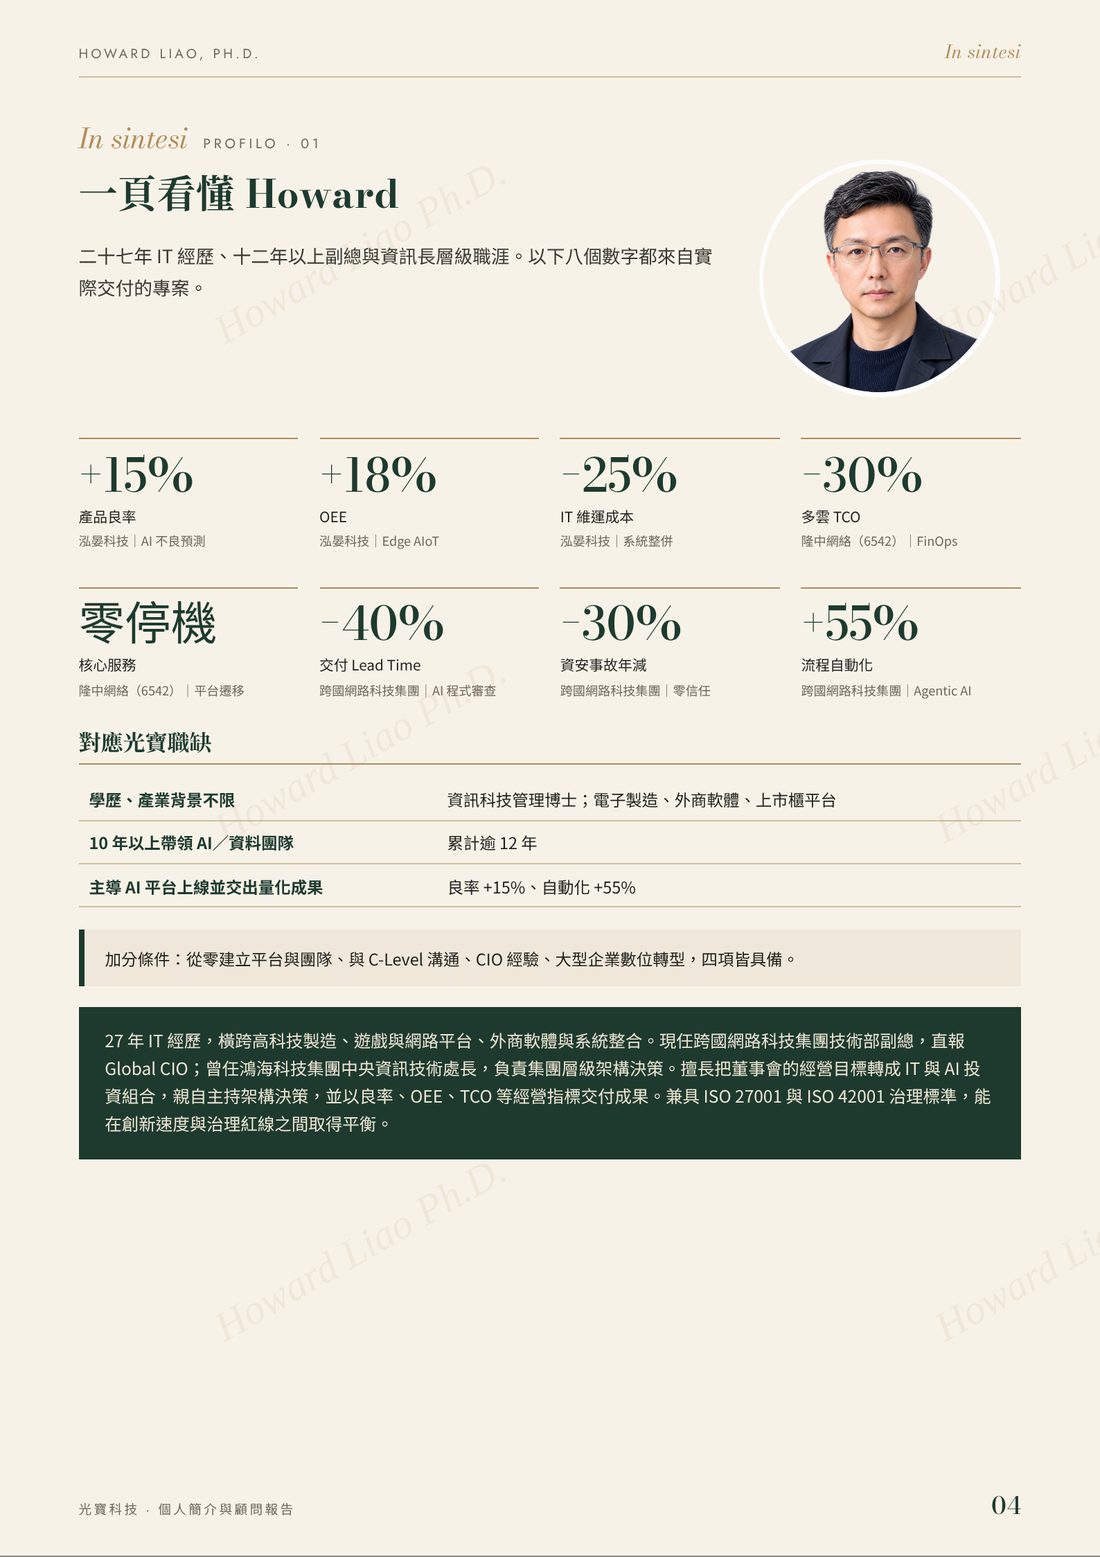 HOWARD LIAO, PH.D.
In sintesi
In sintesi PROFILO · 01
一頁看懂 Howard
二十七年 IT 經歷、十二年以上副總與資訊長層級職涯。以下八個數字都來自實
際交付的專案。
+15%
產品良率
泓晏科技｜AI 不良預測
+18%
OEE
泓晏科技｜Edge AIoT
−25%
IT 維運成本
泓晏科技｜系統整併
−30%
多雲 TCO
隆中網絡（6542）｜FinOps
零停機
核心服務
隆中網絡（6542）｜平台遷移
−40%
交付 Lead Time
跨國網路科技集團｜AI 程式審查
−30%
資安事故年減
跨國網路科技集團｜零信任
+55%
流程自動化
跨國網路科技集團｜Agentic AI
對應光寶職缺
學歷、產業背景不限 資訊科技管理博士；電子製造、外商軟體、上市櫃平台
10 年以上帶領 AI／資料團隊 累計逾 12 年
主導 AI 平台上線並交出量化成果 良率 +15%、自動化 +55%
加分條件：從零建立平台與團隊、與 C-Level 溝通、CIO 經驗、大型企業數位轉型，四項皆具備。
27 年 IT 經歷，橫跨高科技製造、遊戲與網路平台、外商軟體與系統整合。現任跨國網路科技集團技術部副總，直報
Global CIO；曾任鴻海科技集團中央資訊技術處長，負責集團層級架構決策。擅長把董事會的經營目標轉成 IT 與 AI 投
資組合，親自主持架構決策，並以良率、OEE、TCO 等經營指標交付成果。兼具 ISO 27001 與 ISO 42001 治理標準，能
在創新速度與治理紅線之間取得平衡。
Howard Liao Ph.D.
Howard Li
Howard Liao Ph.D.
Howard Lia
Howard Liao Ph.D.
Howard Lia
光寶科技 · 個人簡介與顧問報告
04